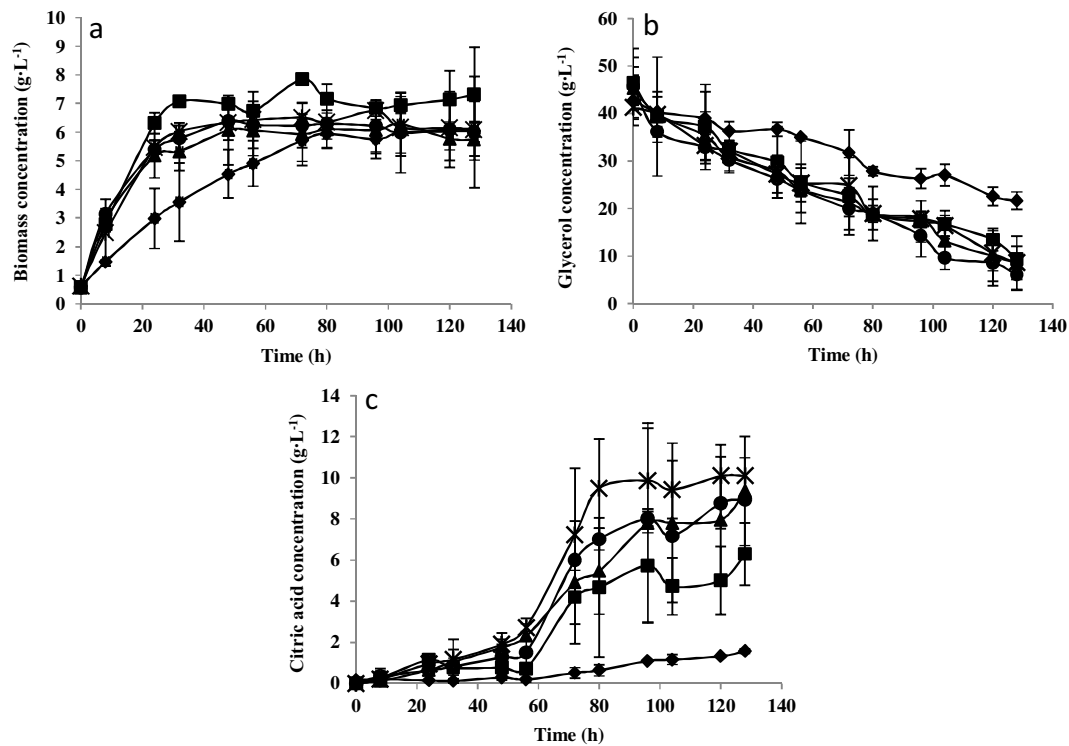 a
Biomass concentration (g·L-1)
10
9
8
7
6
5
4
3
2
1
0
0 20 40 60 80 100 120 140
Time (h)
b
Glycerol concentration (g·L-1)
60
50
40
30
20
10
0
0 20 40 60 80 100 120 140
Time (h)
c
Citric acid concentration (g·L-1)
14
12
10
8
6
4
2
0
0 20 40 60 80 100 120 140
Time (h)